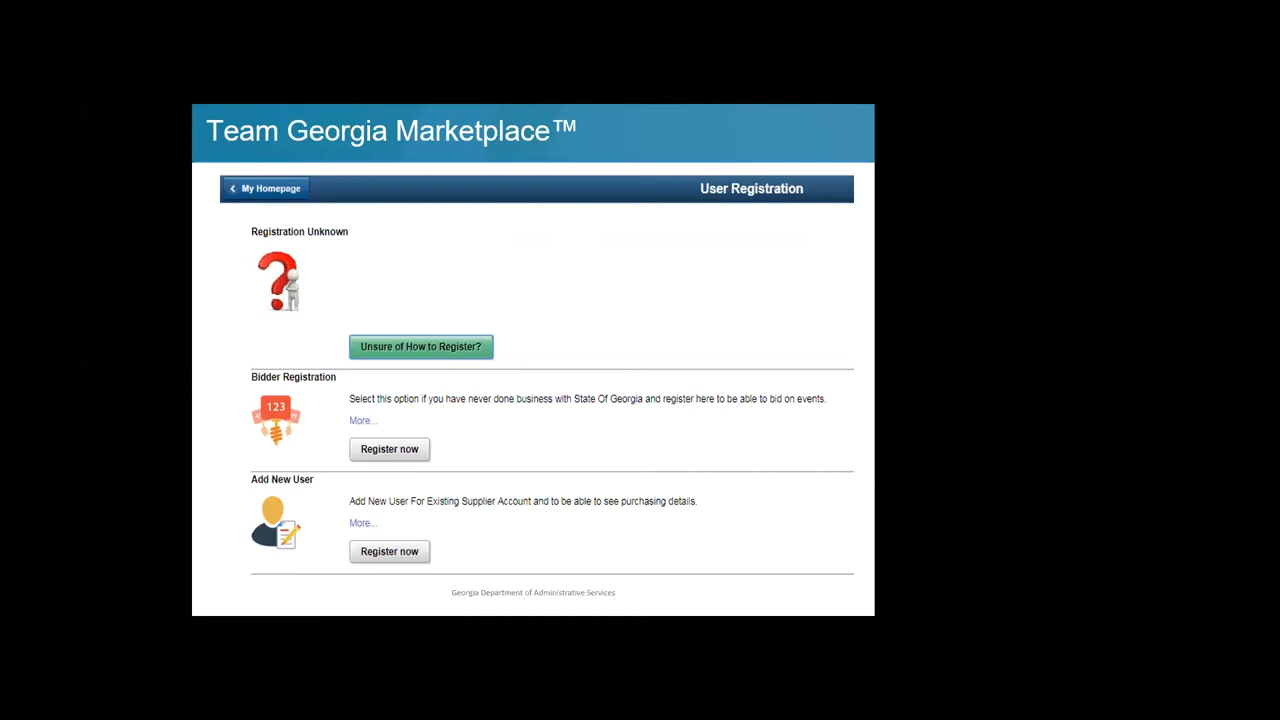 Team Georgia Marketplace™
My Homepage
User Registration
Registration Unknown
Unsure of How to Register?
Bidder Registration
123
Select this option if you have never done business with State Of Georgia and register here to be able to bid on events.
More...
Register now
Add New User
Add New User For Existing Supplier Account and to be able to see purchasing details.
More...
Register now
Georgia Department of Administrative Services